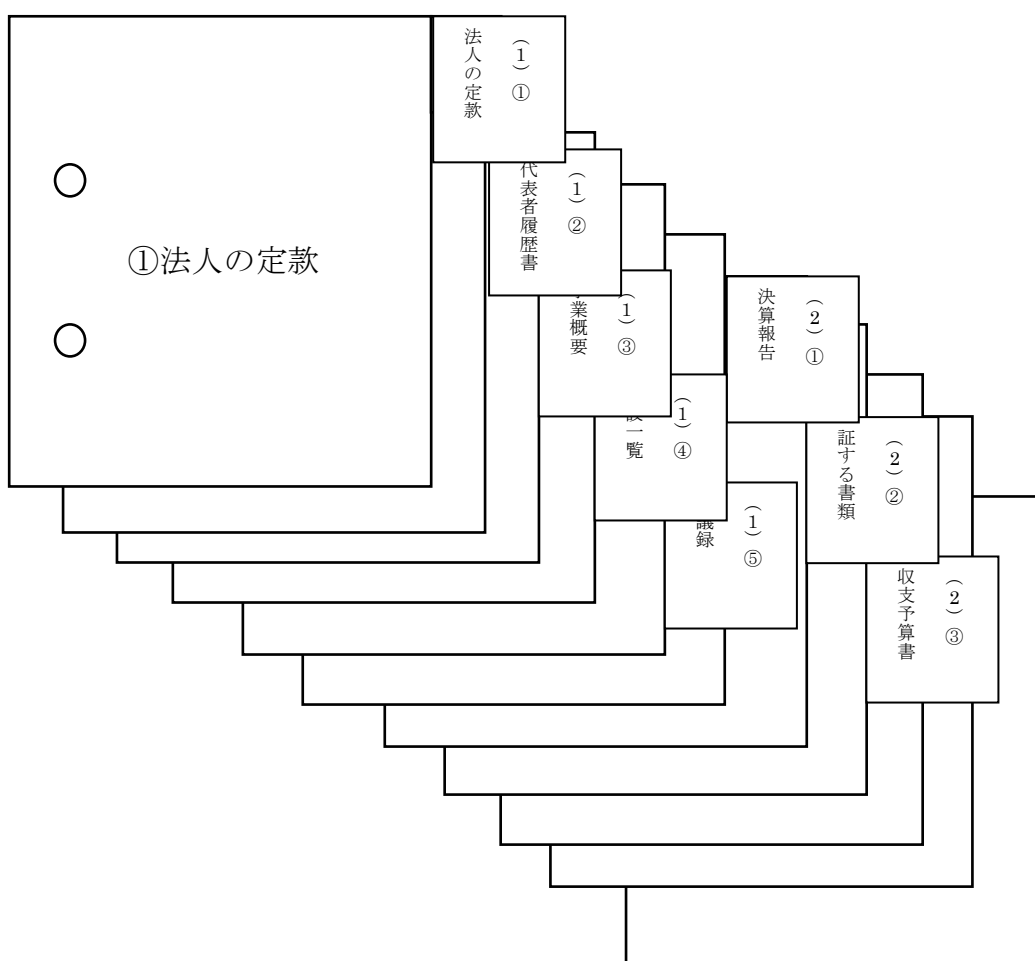 (1)①
法人の定款
①法人の定款
(1)②
代表者履歴書
(1)③
業概要
(1)④
一覧
(1)⑤
議録
(2)①
決算報告
(2)②
証する書類
(2)③
収支予算書